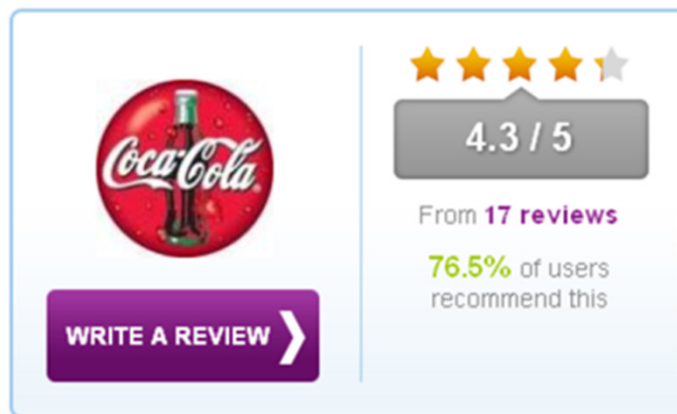 Coca-Cola
WRITE A REVIEW
4.3 / 5
From 17 reviews
76.5% of users
recommend this